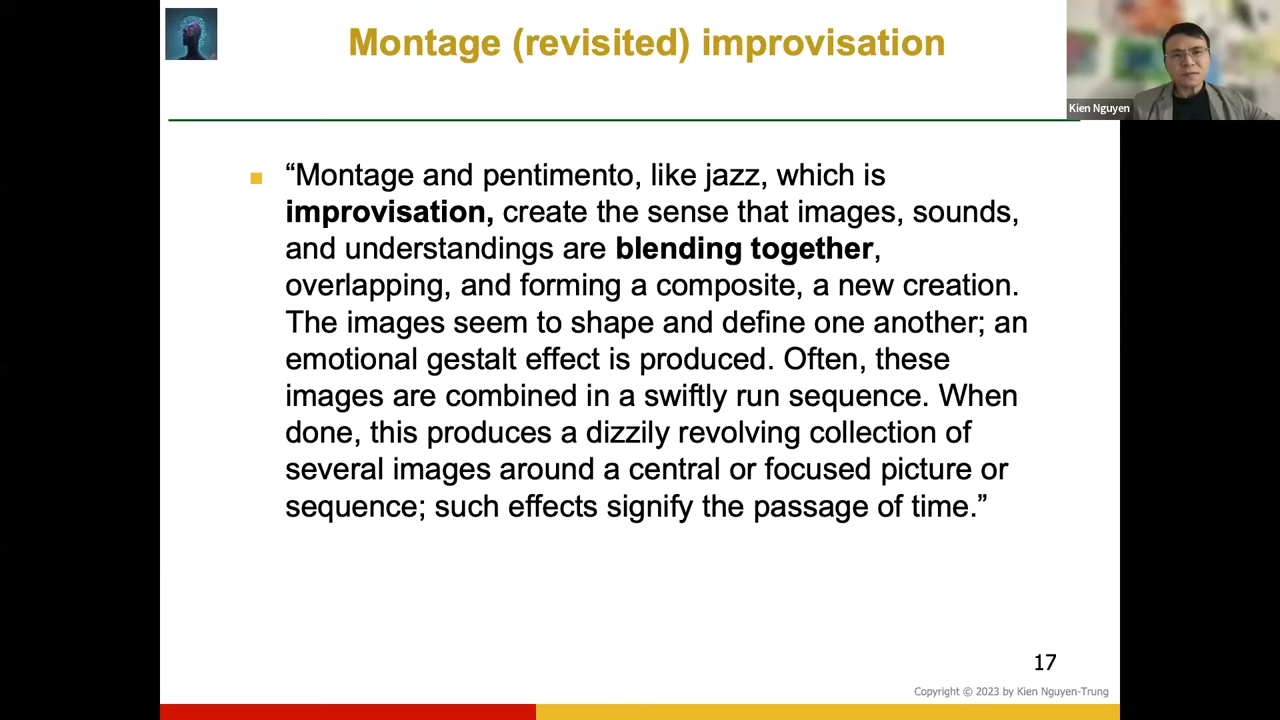 Montage (revisited) improvisation
Kien Nguyen
“Montage and pentimento, like jazz, which is
improvisation, create the sense that images, sounds,
and understandings are blending together,
overlapping, and forming a composite, a new creation.
The images seem to shape and define one another; an
emotional gestalt effect is produced. Often, these
images are combined in a swiftly run sequence. When
done, this produces a dizzily revolving collection of
several images around a central or focused picture or
sequence; such effects signify the passage of time.”
17
Copyright © 2023 by Kien Nguyen-Trung